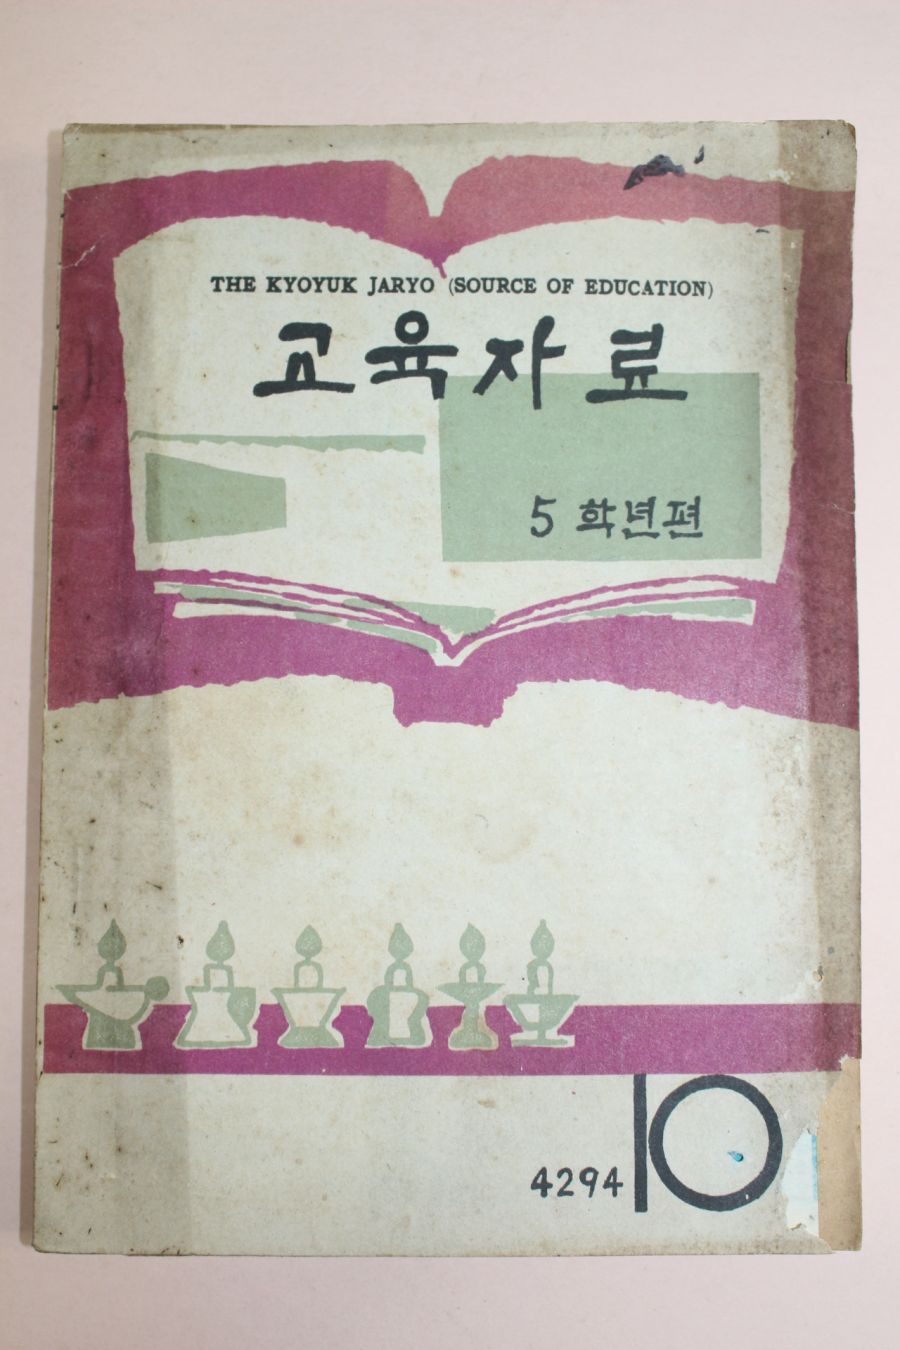 THE KYOYUK JARYO (SOURCE OF EDUCATION)
교육자료
5 학년편
4294 10